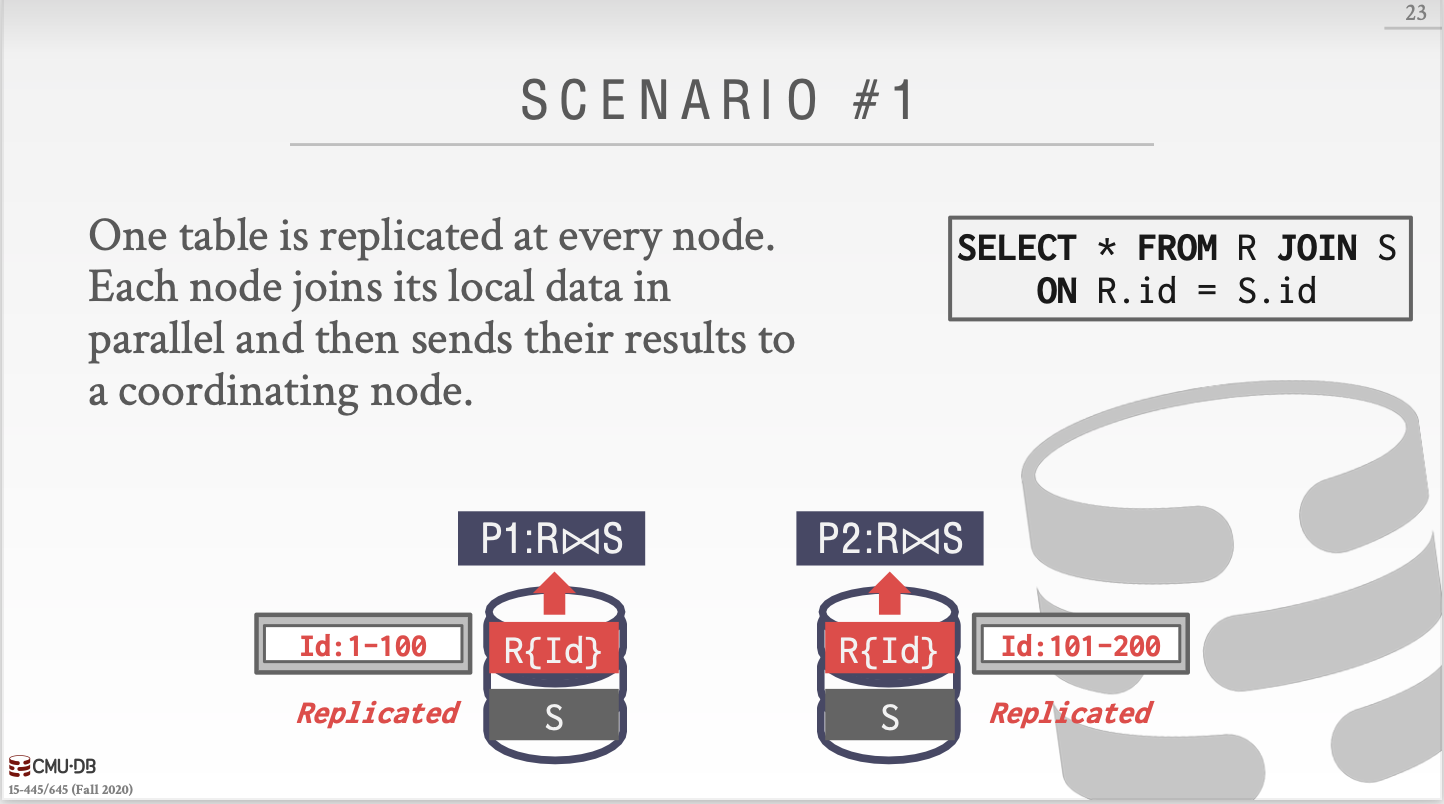 23
SCENARIO #1
One table is replicated at every node.
Each node joins its local data in
parallel and then sends their results to
a coordinating node.
SELECT * FROM R JOIN S
ON R.id = S.id
P1:R⋈S
P2:R⋈S
Id:1-100
R{Id}
R{Id}
Id:101-200
Replicated
S
S
Replicated
CMU·DB
15-445/645 (Fall 2020)